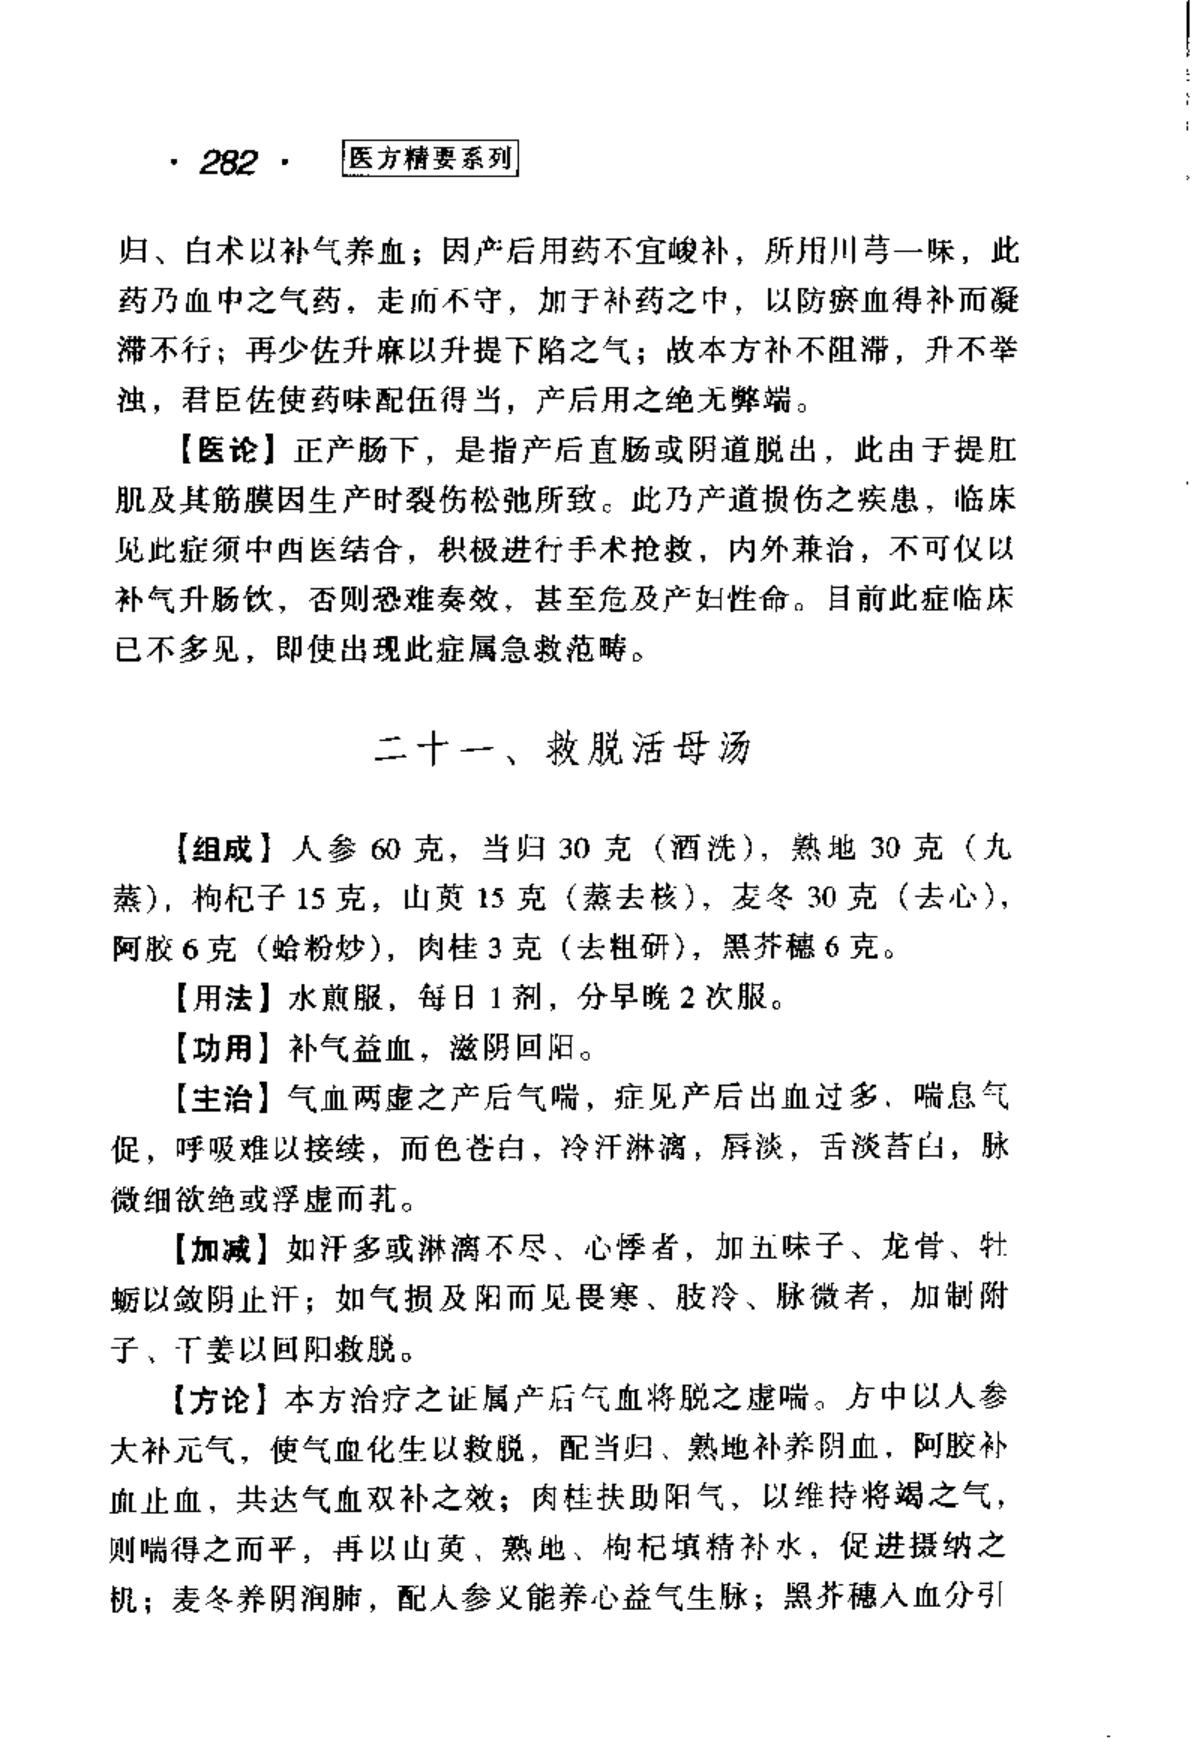 · 282 · 医方精要系列
归、白术以补气养血；因产后用药不宜峻补，所用川芎一味，此
药乃血中之气药，走而不守，加于补药之中，以防瘀血得补而凝
滞不行；再少佐升麻以升提下陷之气；故本方补不阻滞，升不举
浊，君臣佐使药味配伍得当，产后用之绝无弊端。
【医论】正产肠下，是指产后直肠或阴道脱出，此由于提肛
肌及其筋膜因生产时裂伤松弛所致。此乃产道损伤之疾患，临床
见此症须中西医结合，积极进行手术抢救，内外兼治，不可仅以
补气升肠饮，否则恐难奏效，甚至危及产妇性命。目前此症临床
已不多见，即使出现此症属急救范畴。
二十一、救脱活母汤
【组成】人参 60 克，当归 30 克（酒洗），熟地 30 克（九
蒸），枸杞子 15 克，山萸 15 克（蒸去核），麦冬 30 克（去心），
阿胶 6 克（蛤粉炒），肉桂 3 克（去粗研），黑芥穗 6 克。
【用法】水煎服，每日 1 剂，分早晚 2 次服。
【功用】补气益血，滋阴回阳。
【主治】气血两虚之产后气喘，症见产后出血过多，喘息气
促，呼吸难以接续，而色苍白，冷汗淋漓，唇淡，舌淡苔白，脉
微细欲绝或浮虚而芤。
【加减】如汗多或淋漓不尽、心悸者，加五味子、龙骨、牡
蛎以敛阴止汗；如气损及阳而见畏寒、肢冷、脉微者，加制附
子、干姜以回阳救脱。
【方论】本方治疗之证属产后气血将脱之虚喘。方中以人参
大补元气，使气血化生以救脱，配当归、熟地补养阴血，阿胶补
血止血，共达气血双补之效；肉桂扶助阳气，以维持将竭之气，
则喘得之而平，再以山萸、熟地、枸杞填精补水，促进摄纳之
机；麦冬养阴润肺，配人参又能养心益气生脉；黑芥穗入血分引